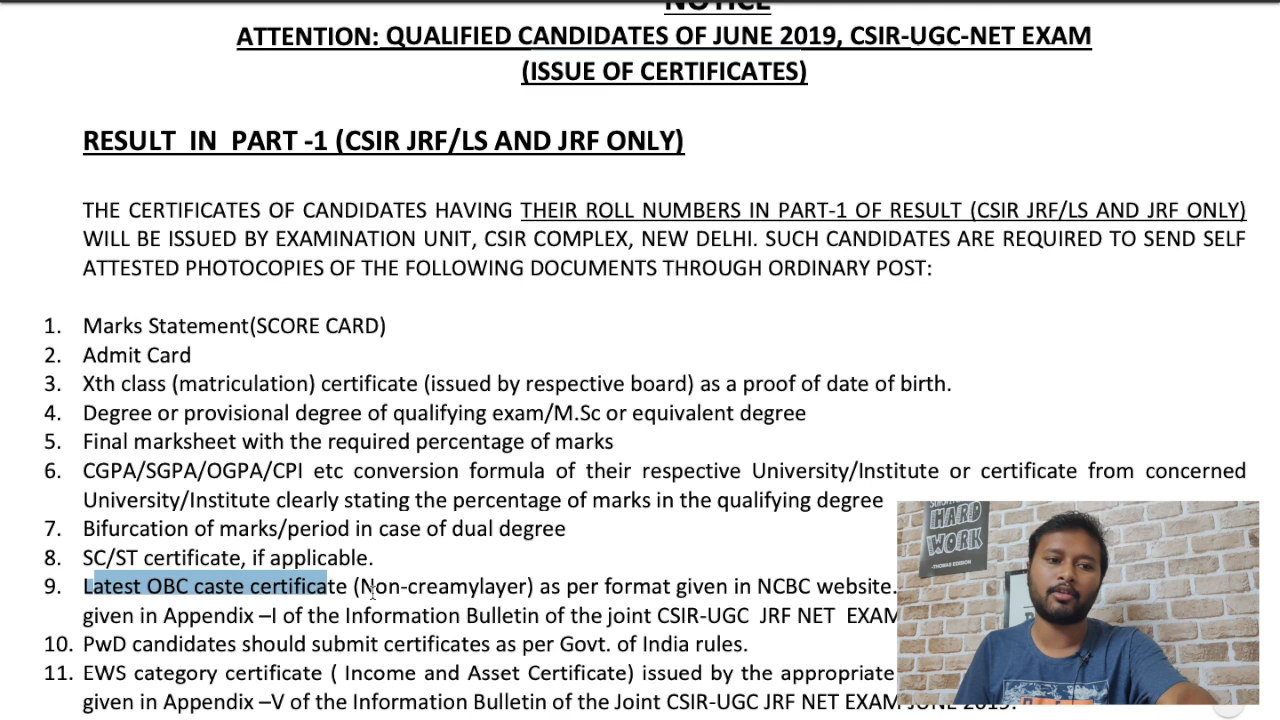 NOTICE
ATTENTION: QUALIFIED CANDIDATES OF JUNE 2019, CSIR-UGC-NET EXAM
(ISSUE OF CERTIFICATES)
RESULT IN PART -1 (CSIR JRF/LS AND JRF ONLY)
THE CERTIFICATES OF CANDIDATES HAVING THEIR ROLL NUMBERS IN PART-1 OF RESULT (CSIR JRF/LS AND JRF ONLY)
WILL BE ISSUED BY EXAMINATION UNIT, CSIR COMPLEX, NEW DELHI. SUCH CANDIDATES ARE REQUIRED TO SEND SELF
ATTESTED PHOTOCOPIES OF THE FOLLOWING DOCUMENTS THROUGH ORDINARY POST:
1. Marks Statement(SCORE CARD)
2. Admit Card
3. Xth class (matriculation) certificate (issued by respective board) as a proof of date of birth.
4. Degree or provisional degree of qualifying exam/M.Sc or equivalent degree
5. Final marksheet with the required percentage of marks
6. CGPA/SGPA/OGPA/CPI etc conversion formula of their respective University/Institute or certificate from concerned
University/Institute clearly stating the percentage of marks in the qualifying degree
7. Bifurcation of marks/period in case of dual degree
8. SC/ST certificate, if applicable.
9. Latest OBC caste certificate (Non-creamylayer) as per format given in NCBC website.
given in Appendix –I of the Information Bulletin of the joint CSIR-UGC JRF NET EXAM
10. PwD candidates should submit certificates as per Govt. of India rules.
11. EWS category certificate ( Income and Asset Certificate) issued by the appropriate
given in Appendix –V of the Information Bulletin of the Joint CSIR-UGC JRF NET EXAM JUNE 2019.
HARD
WORK
-THOMAS EDISON